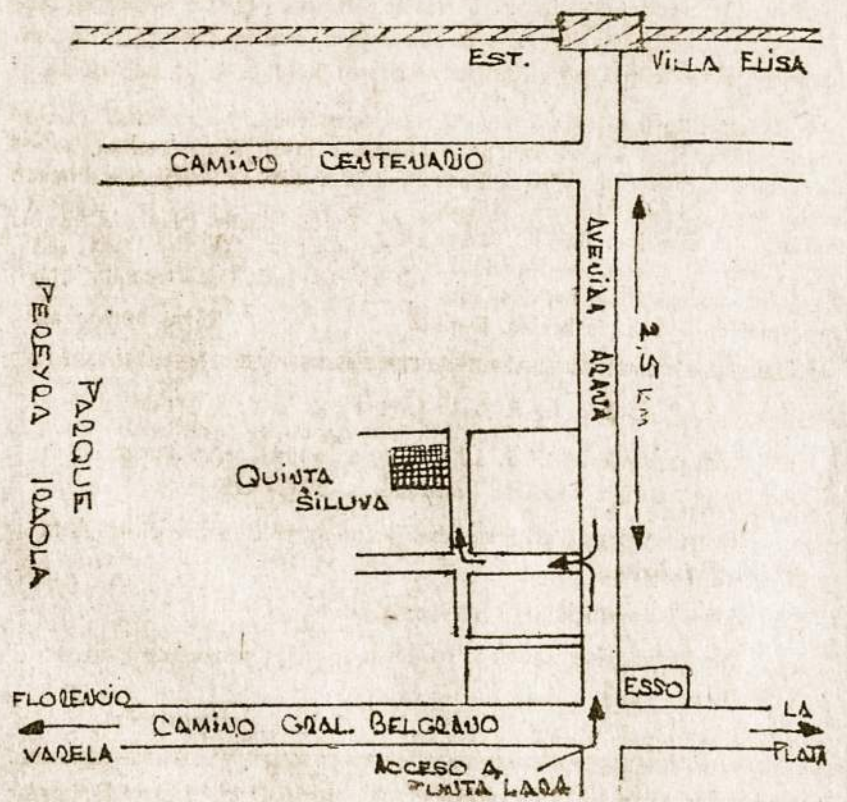 EST. VILLA ELISA
CAMINO CENTENARIO
AVENIDA ARANA
2,5 km
PARQUE
PEREYRA IRAOLA
QUINTA
SILUVA
ESSO
FLORENCIO
VARELA
CAMINO GRAL. BELGRANO
LA
PLATA
ACCESO A
PUNTA LARA